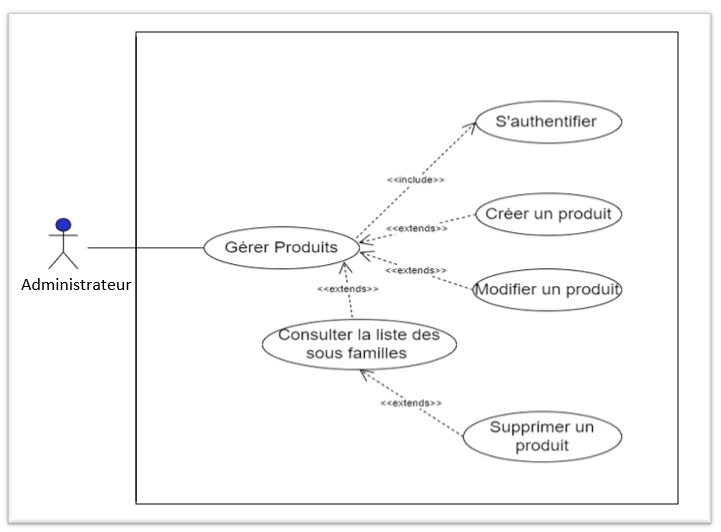 S'authentifier
<<include>>
Créer un produit
<<extends>>
Gérer Produits
<<extends>>
Modifier un produit
Administrateur
<<extends>>
Consulter la liste des
sous familles
<<extends>>
Supprimer un
produit